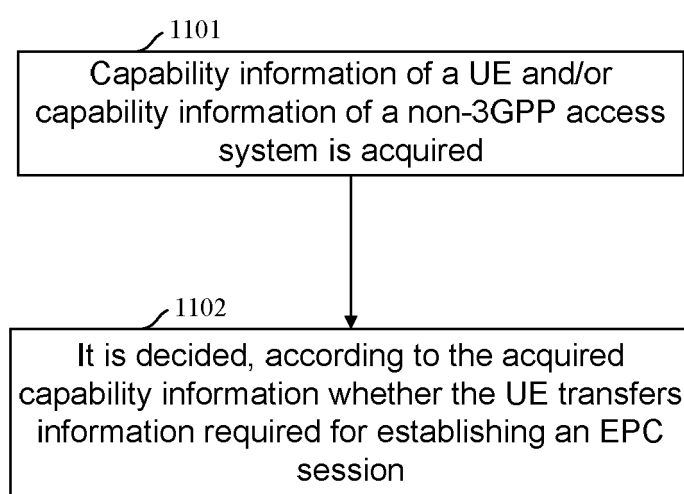 1101
Capability information of a UE and/or
capability information of a non-3GPP access
system is acquired
1102
It is decided, according to the acquired
capability information whether the UE transfers
information required for establishing an EPC
session